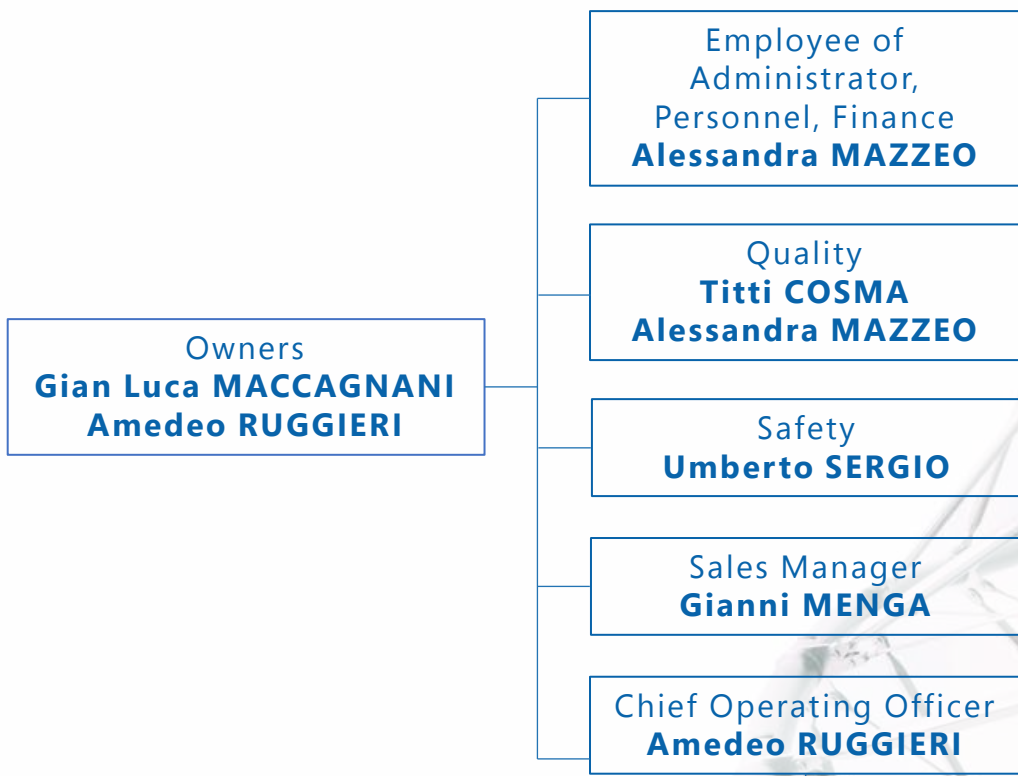 Owners
Gian Luca MACCAGNANI
Amedeo RUGGIERI
Employee of
Administrator,
Personnel, Finance
Alessandra MAZZEO
Quality
Titti COSMA
Alessandra MAZZEO
Safety
Umberto SERGIO
Sales Manager
Gianni MENGA
Chief Operating Officer
Amedeo RUGGIERI